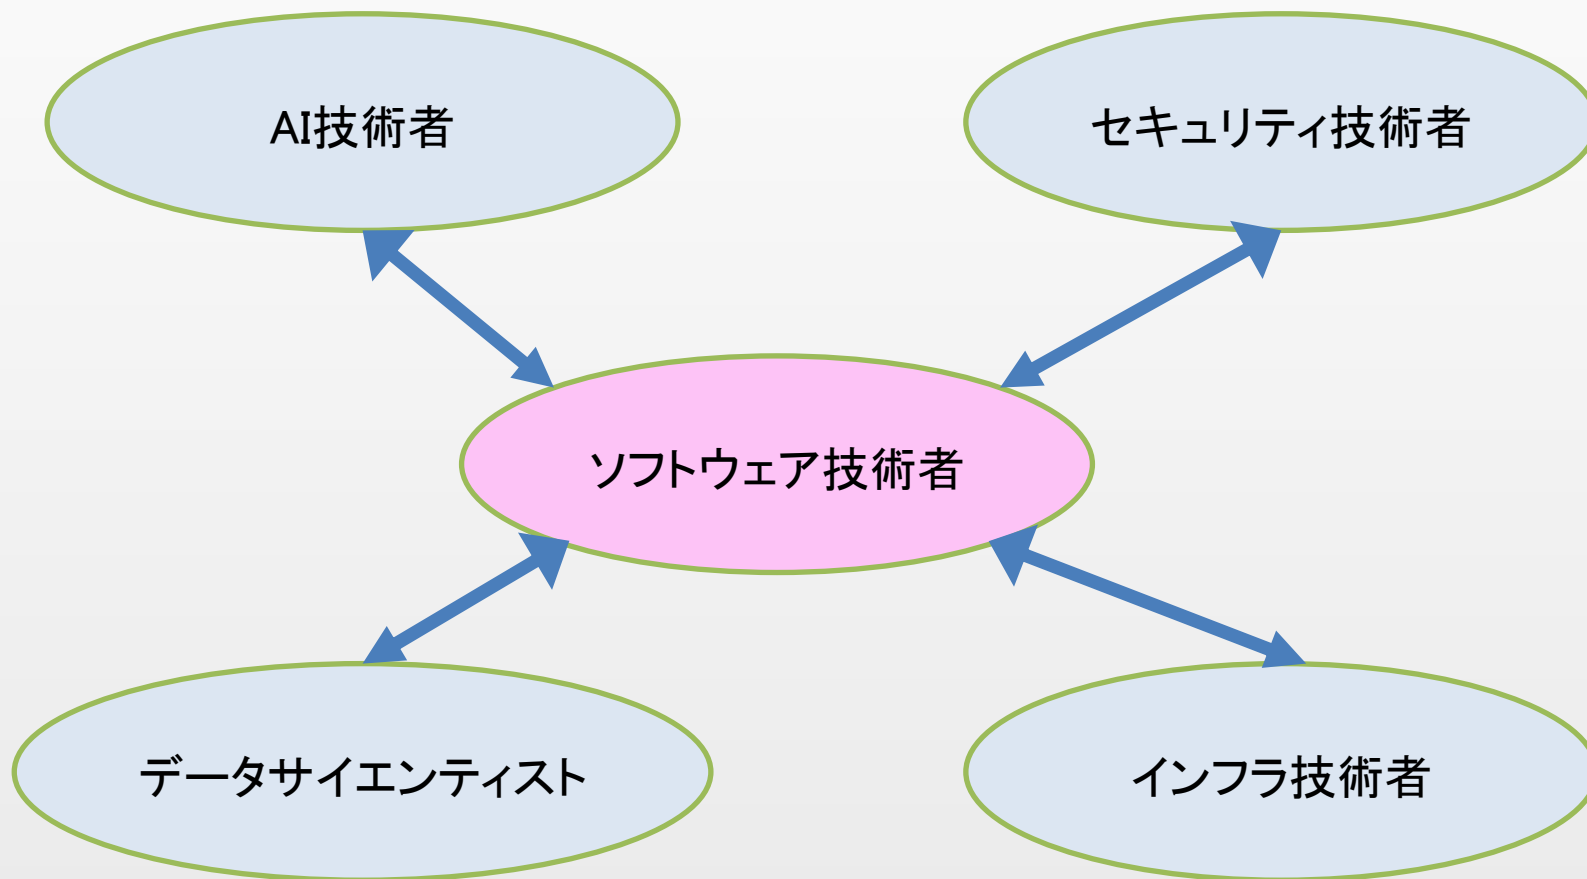 AI技術者
セキュリティ技術者
ソフトウェア技術者
データサイエンティスト
インフラ技術者